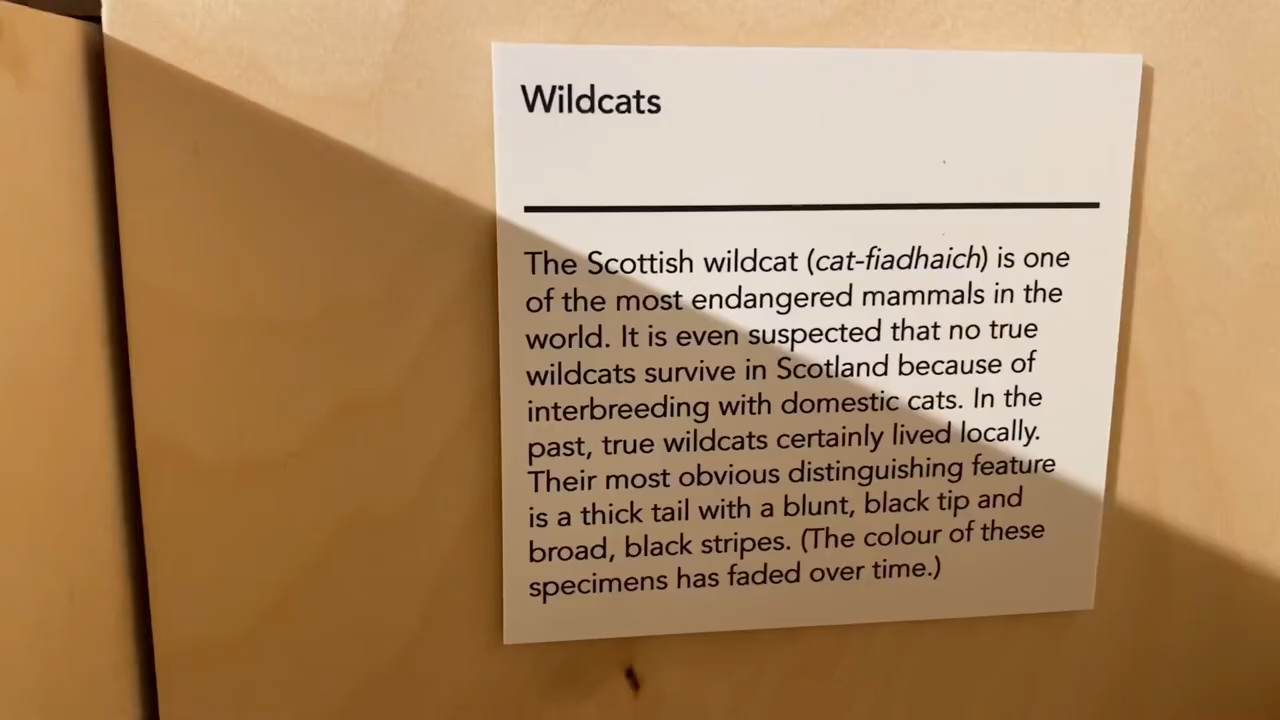 Wildcats
The Scottish wildcat (cat-fiadhaich) is one
of the most endangered mammals in the
world. It is even suspected that no true
wildcats survive in Scotland because of
interbreeding with domestic cats. In the
past, true wildcats certainly lived locally.
Their most obvious distinguishing feature
is a thick tail with a blunt, black tip and
broad, black stripes. (The colour of these
specimens has faded over time.)